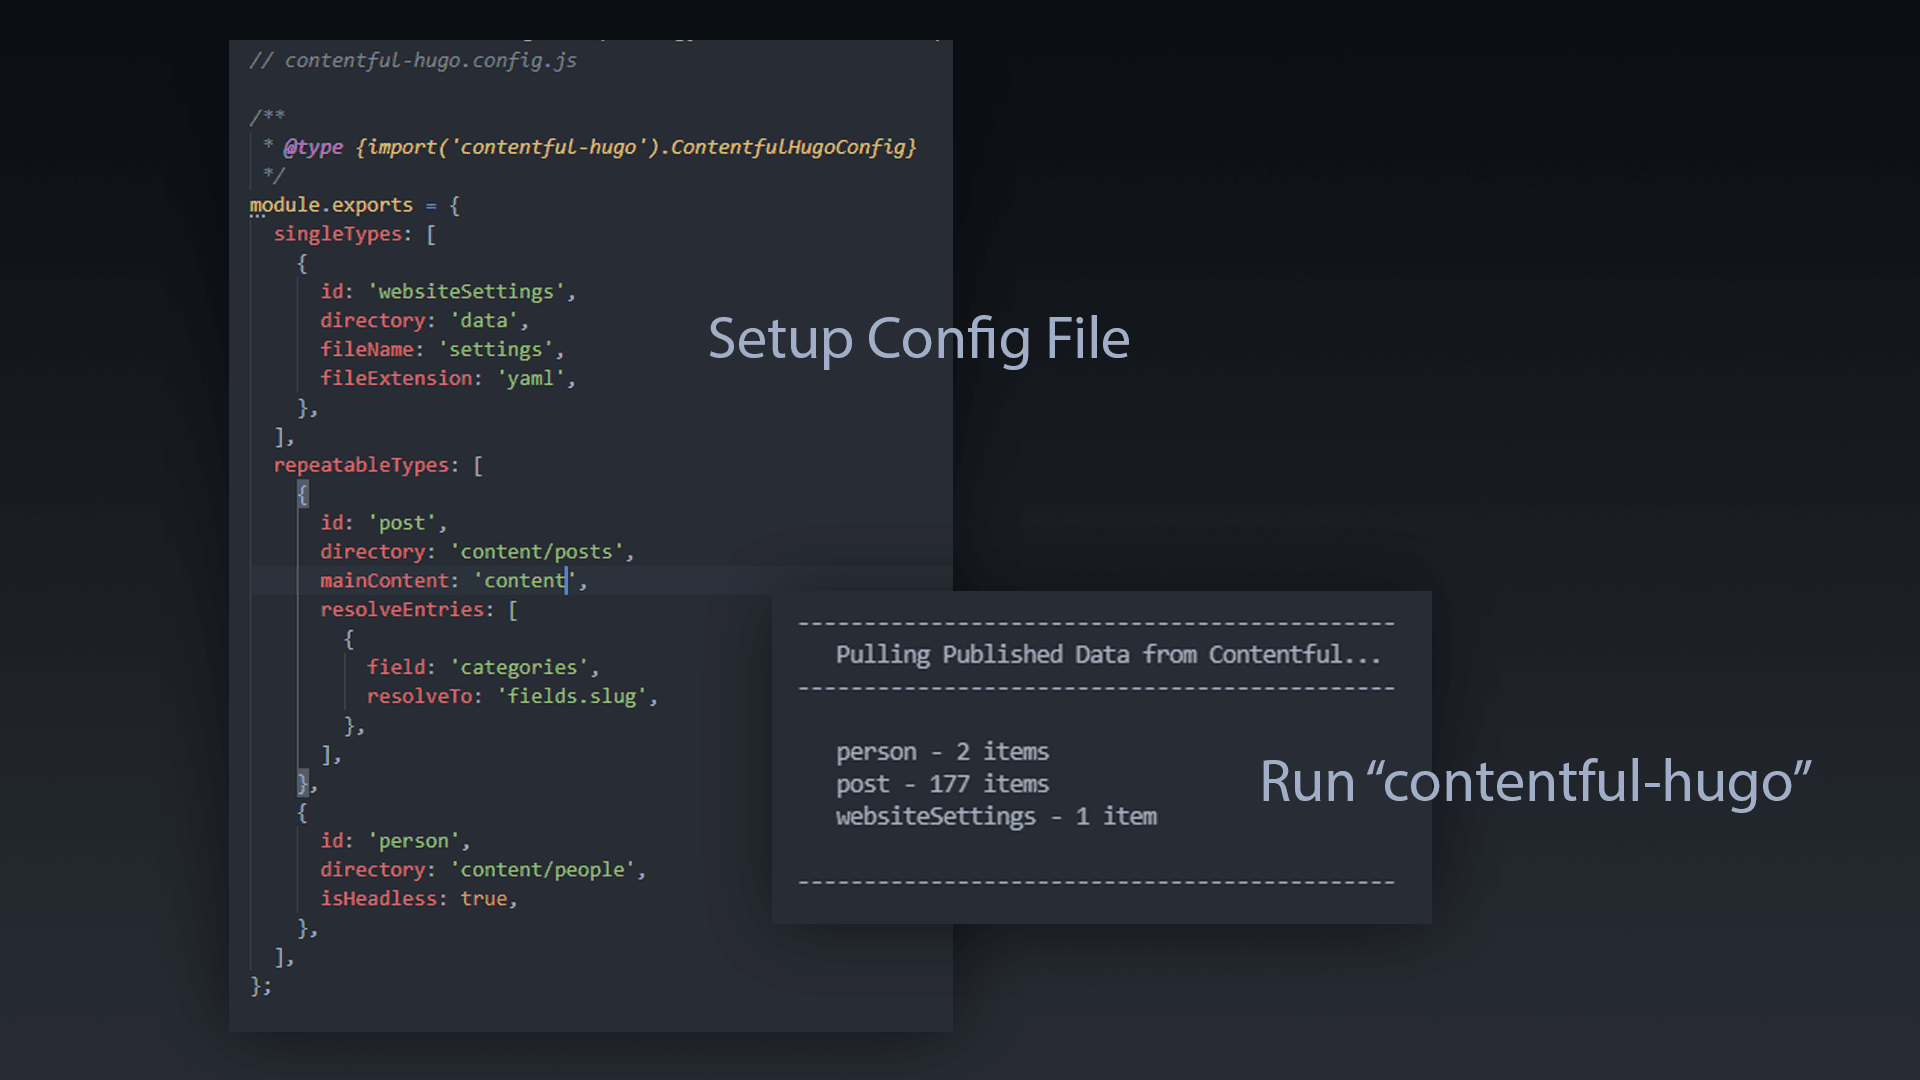 // contentful-hugo.config.js
/**
 * @type {import('contentful-hugo').ContentfulHugoConfig}
 */
module.exports = {
  singleTypes: [
    {
      id: 'websiteSettings',
      directory: 'data',
      fileName: 'settings',
      fileExtension: 'yaml',
    },
  ],
  repeatableTypes: [
    {
      id: 'post',
      directory: 'content/posts',
      mainContent: 'content',
      resolveEntries: [
        {
          field: 'categories',
          resolveTo: 'fields.slug',
        },
      ],
    },
    {
      id: 'person',
      directory: 'content/people',
      isHeadless: true,
    },
  ],
};
Setup Config File
---------------------------------------------
Pulling Published Data from Contentful...
---------------------------------------------
person - 2 items
post - 177 items
websiteSettings - 1 item
---------------------------------------------
Run “contentful-hugo”